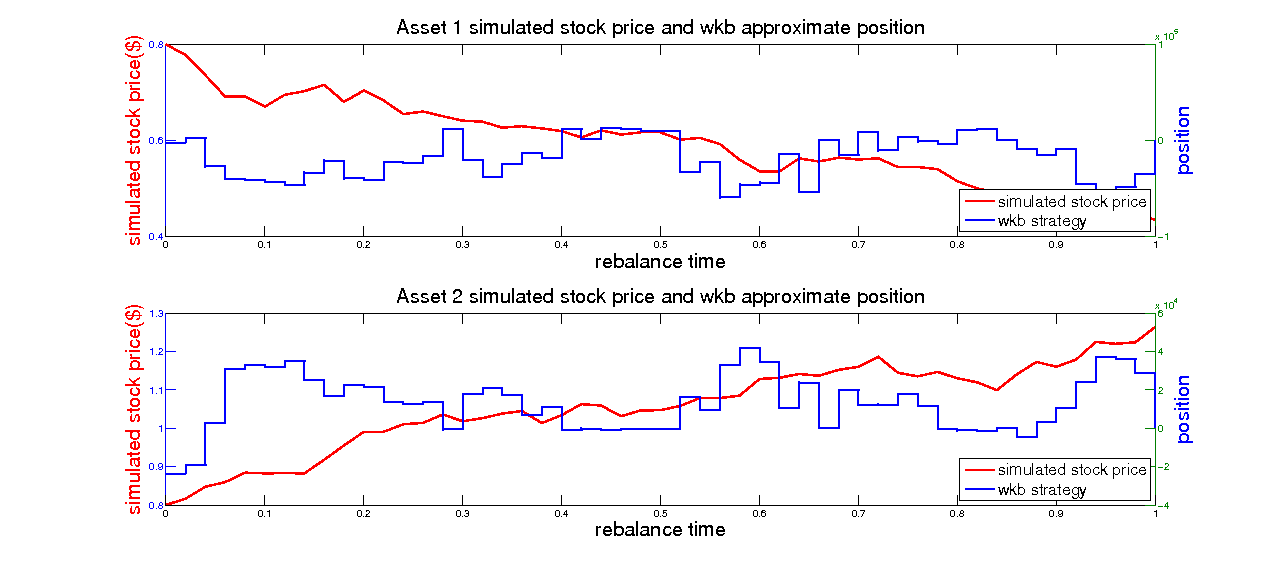 Asset 1 simulated stock price and wkb approximate position
x 10^5
simulated stock price($)
0.8
0.6
0.4
1
0
-1
position
simulated stock price
wkb strategy
0 0.1 0.2 0.3 0.4 0.5 0.6 0.7 0.8 0.9 1
rebalance time
Asset 2 simulated stock price and wkb approximate position
x 10^4
simulated stock price($)
1.3
1.2
1.1
1
0.9
0.8
6
4
2
0
-2
-4
position
simulated stock price
wkb strategy
0 0.1 0.2 0.3 0.4 0.5 0.6 0.7 0.8 0.9 1
rebalance time